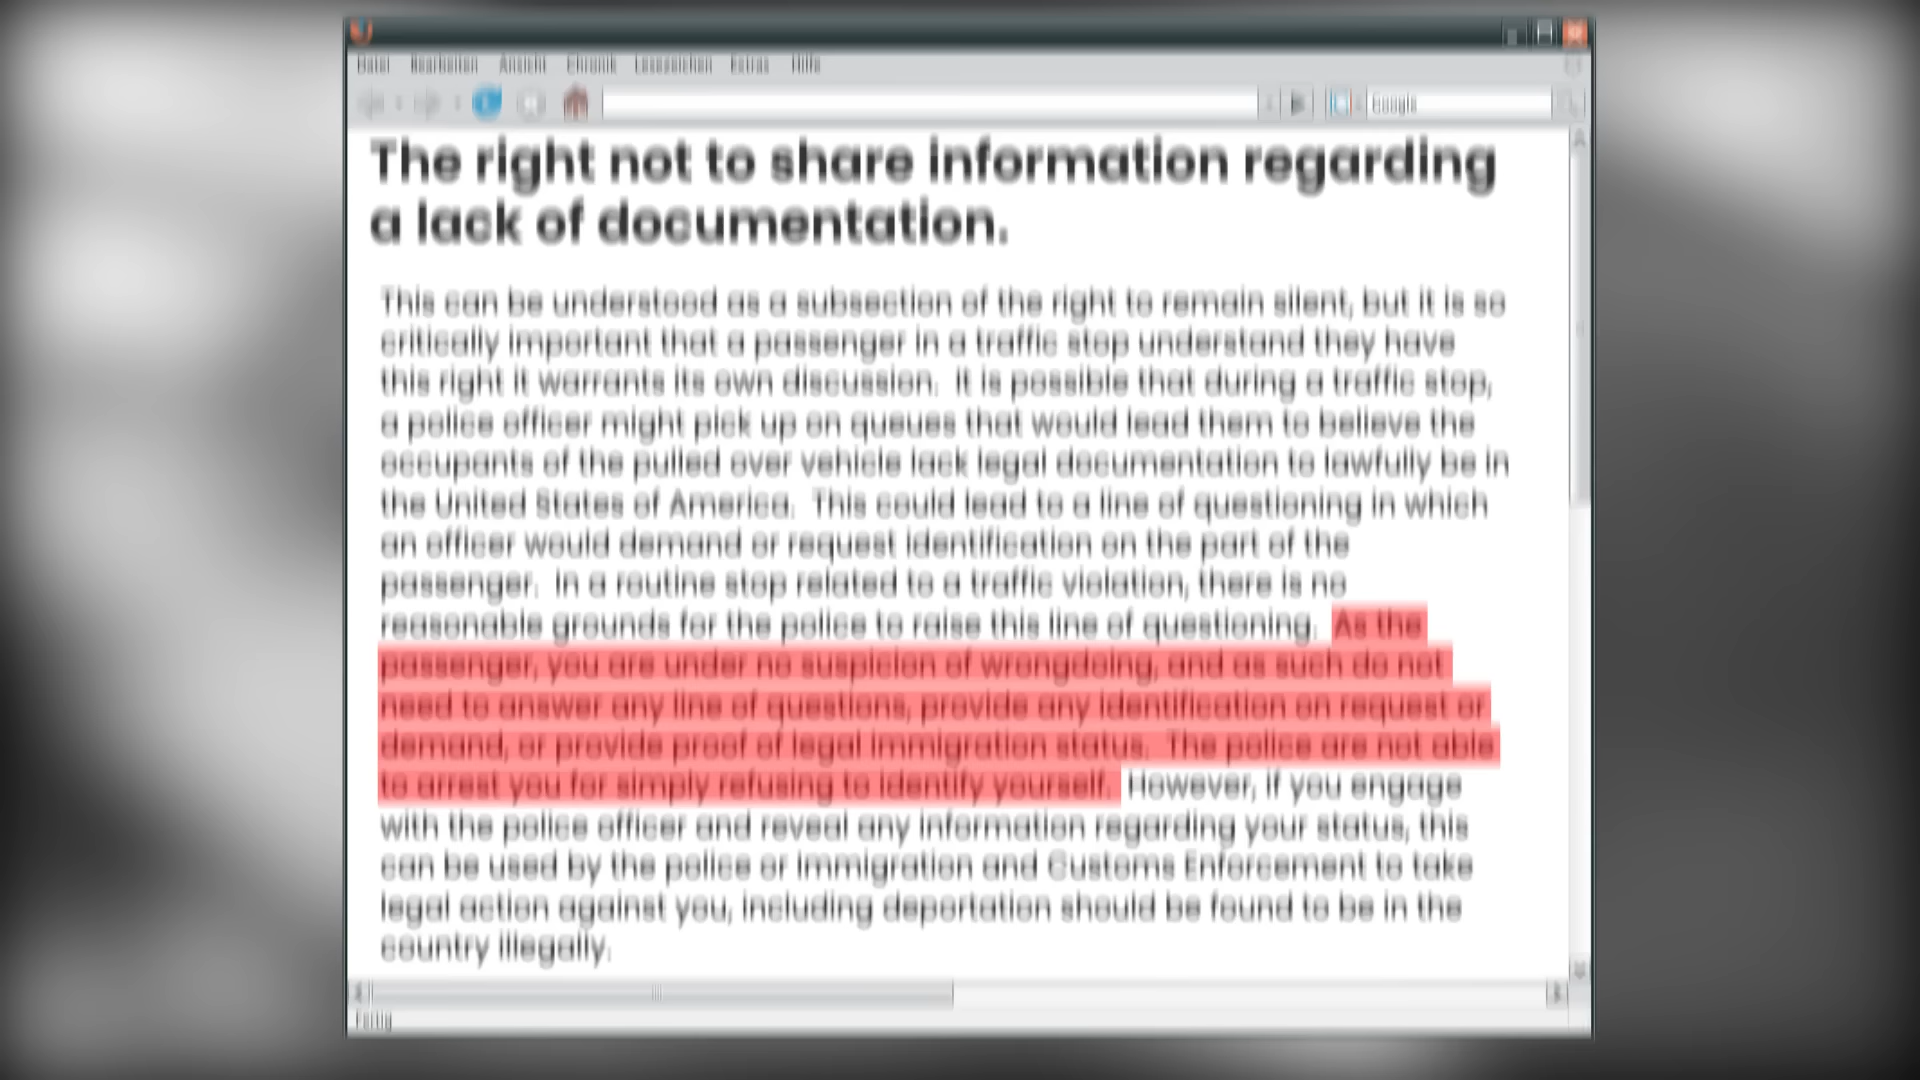 Datei Bearbeiten Ansicht Chronik Lesezeichen Extras Hilfe
Google
The right not to share information regarding
a lack of documentation.
This can be understood as a subsection of the right to remain silent, but it is so
critically important that a passenger in a traffic stop understand they have
this right it warrants its own discussion. It is possible that during a traffic stop,
a police officer might pick up on queues that would lead them to believe the
occupants of the pulled over vehicle lack legal documentation to lawfully be in
the United States of America. This could lead to a line of questioning in which
an officer would demand or request identification on the part of the
passenger. In a routine stop related to a traffic violation, there is no
reasonable grounds for the police to raise this line of questioning. As the
passenger, you are under no suspicion of wrongdoing, and as such do not
need to answer any line of questions, provide any identification on request or
demand, or provide proof of legal immigration status. The police are not able
to arrest you for simply refusing to identify yourself. However, if you engage
with the police officer and reveal any information regarding your status, this
can be used by the police or Immigration and Customs Enforcement to take
legal action against you, including deportation should be found to be in the
country illegally.
Fertig